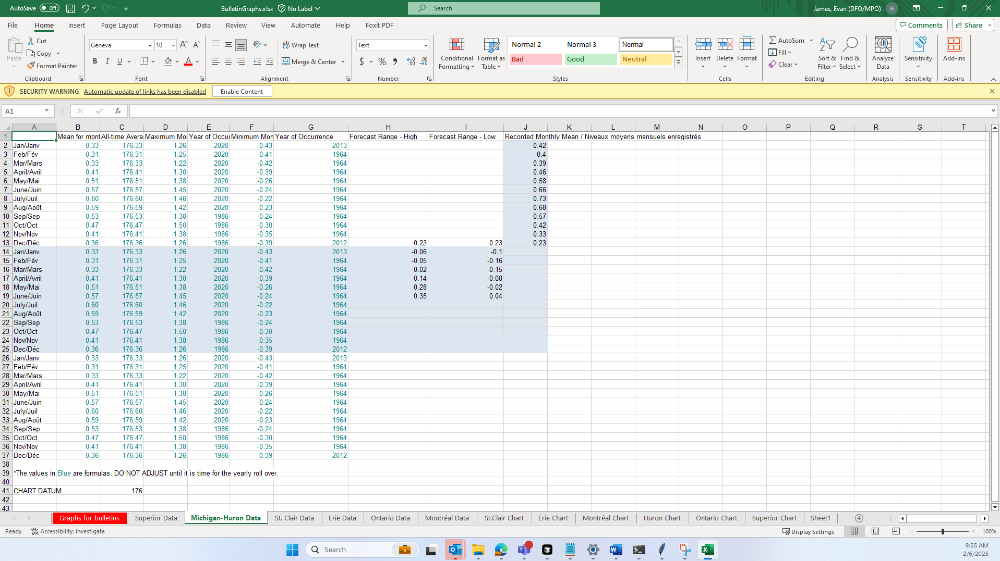 AutoSave Off BulletinGraphs.xlsx No Label Search James, Evan (DFO/MPO) JE
File Home Insert Page Layout Formulas Data Review View Automate Help Foxit PDF Comments Share
Paste Cut Copy Format Painter Clipboard
Geneva 10 A A B I U A Font
ab Wrap Text Merge & Center Alignment
Text $ % 9 Number
Conditional Formatting Format as Table Normal 2 Normal 3 Normal Bad Good Neutral Styles
Insert Delete Format Cells
AutoSum Fill Clear Sort & Filter Find & Select Editing
Analyze Data Analysis
Sensitivity Sensitivity
Add-ins Add-ins
SECURITY WARNING Automatic update of links has been disabled Enable Content
A1 fx
A B C D E F G H I J K L M N O P Q R S T
1 Mean for mont All-time Avera Maximum Mo Year of Occur Minimum Mon Year of Occurrence Forecast Range - High Forecast Range - Low Recorded Monthly Mean / Niveaux moyens mensuels enregistrés
2 Jan/Janv 0.33 176.33 1.26 2020 -0.43 2013 0.42
3 Feb/Fév 0.31 176.31 1.25 2020 -0.41 1964 0.4
4 Mar/Mars 0.33 176.33 1.22 2020 -0.42 1964 0.39
5 April/Avril 0.41 176.41 1.30 2020 -0.39 1964 0.46
6 May/Mai 0.51 176.51 1.38 2020 -0.26 1964 0.58
7 June/Juin 0.57 176.57 1.45 2020 -0.24 1964 0.66
8 July/Juil 0.60 176.60 1.46 2020 -0.22 1964 0.73
9 Aug/Août 0.59 176.59 1.42 2020 -0.23 1964 0.68
10 Sep/Sep 0.53 176.53 1.38 1986 -0.24 1964 0.57
11 Oct/Oct 0.47 176.47 1.50 1986 -0.30 1964 0.42
12 Nov/Nov 0.41 176.41 1.38 1986 -0.35 1964 0.33
13 Dec/Déc 0.36 176.36 1.26 1986 -0.39 2012 0.23 0.23 0.23
14 Jan/Janv 0.33 176.33 1.26 2020 -0.43 2013 -0.06 -0.1
15 Feb/Fév 0.31 176.31 1.25 2020 -0.41 1964 -0.05 -0.16
16 Mar/Mars 0.33 176.33 1.22 2020 -0.42 1964 0.02 -0.15
17 April/Avril 0.41 176.41 1.30 2020 -0.39 1964 0.14 -0.08
18 May/Mai 0.51 176.51 1.38 2020 -0.26 1964 0.28 -0.02
19 June/Juin 0.57 176.57 1.45 2020 -0.24 1964 0.35 0.04
20 July/Juil 0.60 176.60 1.46 2020 -0.22 1964
21 Aug/Août 0.59 176.59 1.42 2020 -0.23 1964
22 Sep/Sep 0.53 176.53 1.38 1986 -0.24 1964
23 Oct/Oct 0.47 176.47 1.50 1986 -0.30 1964
24 Nov/Nov 0.41 176.41 1.38 1986 -0.35 1964
25 Dec/Déc 0.36 176.36 1.26 1986 -0.39 2012
26 Jan/Janv 0.33 176.33 1.26 2020 -0.43 2013
27 Feb/Fév 0.31 176.31 1.25 2020 -0.41 1964
28 Mar/Mars 0.33 176.33 1.22 2020 -0.42 1964
29 April/Avril 0.41 176.41 1.30 2020 -0.39 1964
30 May/Mai 0.51 176.51 1.38 2020 -0.26 1964
31 June/Juin 0.57 176.57 1.45 2020 -0.24 1964
32 July/Juil 0.60 176.60 1.46 2020 -0.22 1964
33 Aug/Août 0.59 176.59 1.42 2020 -0.23 1964
34 Sep/Sep 0.53 176.53 1.38 1986 -0.24 1964
35 Oct/Oct 0.47 176.47 1.50 1986 -0.30 1964
36 Nov/Nov 0.41 176.41 1.38 1986 -0.35 1964
37 Dec/Déc 0.36 176.36 1.26 1986 -0.39 2012
38
39 *The values in Blue are formulas. DO NOT ADJUST until it is time for the yearly roll over.
40
41 CHART DATUM 176
42
43
Graphs for bulletins Superior Data Michigan-Huron Data St. Clair Data Erie Data Ontario Data Montréal Data St.Clair Chart Erie Chart Montréal Chart Huron Chart Ontario Chart Superior Chart Sheet1
Ready Accessibility: Investigate Display Settings 100%
Search 9:55 AM
2/6/2025